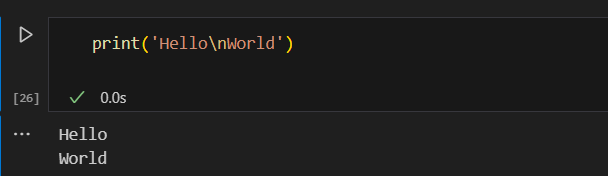 print('Hello\nWorld')
[26] ✓ 0.0s
... Hello
World